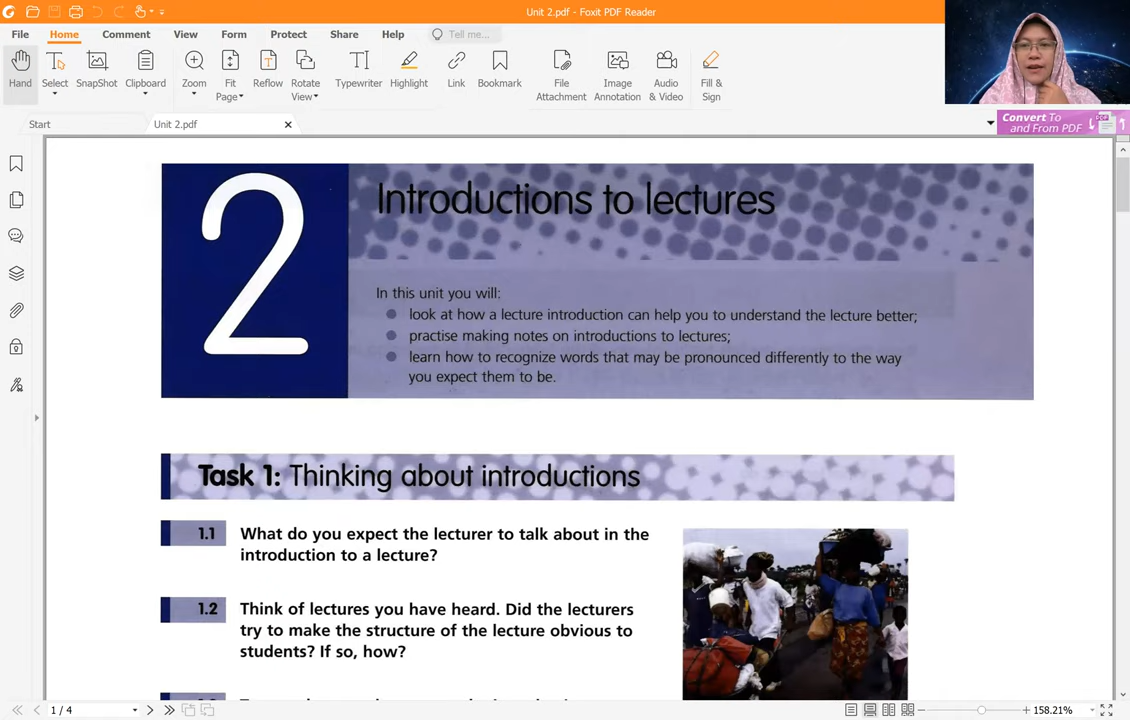 Unit 2.pdf - Foxit PDF Reader
File Home Comment View Form Protect Share Help Tell me...
Hand Select SnapShot Clipboard Zoom Fit Page Reflow Rotate View Typewriter Highlight Link Bookmark File Attachment Image Annotation Audio & Video Fill & Sign
Start Unit 2.pdf
Convert To
and From PDF
PDF
2
Introductions to lectures
In this unit you will:
look at how a lecture introduction can help you to understand the lecture better;
practise making notes on introductions to lectures;
learn how to recognize words that may be pronounced differently to the way
you expect them to be.
Task 1: Thinking about introductions
1.1 What do you expect the lecturer to talk about in the
introduction to a lecture?
1.2 Think of lectures you have heard. Did the lecturers
try to make the structure of the lecture obvious to
students? If so, how?
1 / 4
158.21%